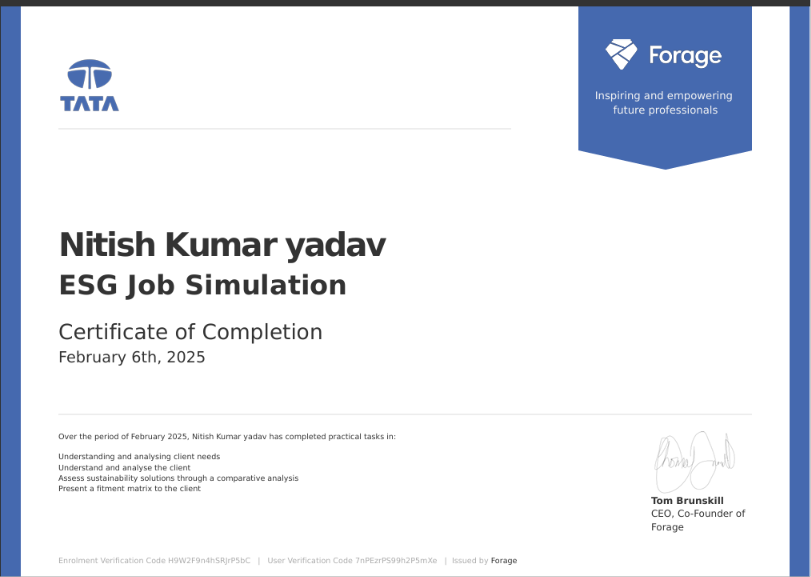 TATA
Forage
Inspiring and empowering
future professionals
Nitish Kumar yadav
ESG Job Simulation
Certificate of Completion
February 6th, 2025
Over the period of February 2025, Nitish Kumar yadav has completed practical tasks in:
Understanding and analysing client needs
Understand and analyse the client
Assess sustainability solutions through a comparative analysis
Present a fitment matrix to the client
Tom Brunskill
CEO, Co-Founder of
Forage
Enrolment Verification Code H9W2F9n4hSRJrP5bC | User Verification Code 7nPEzrPS99h2P5mXe | Issued by Forage